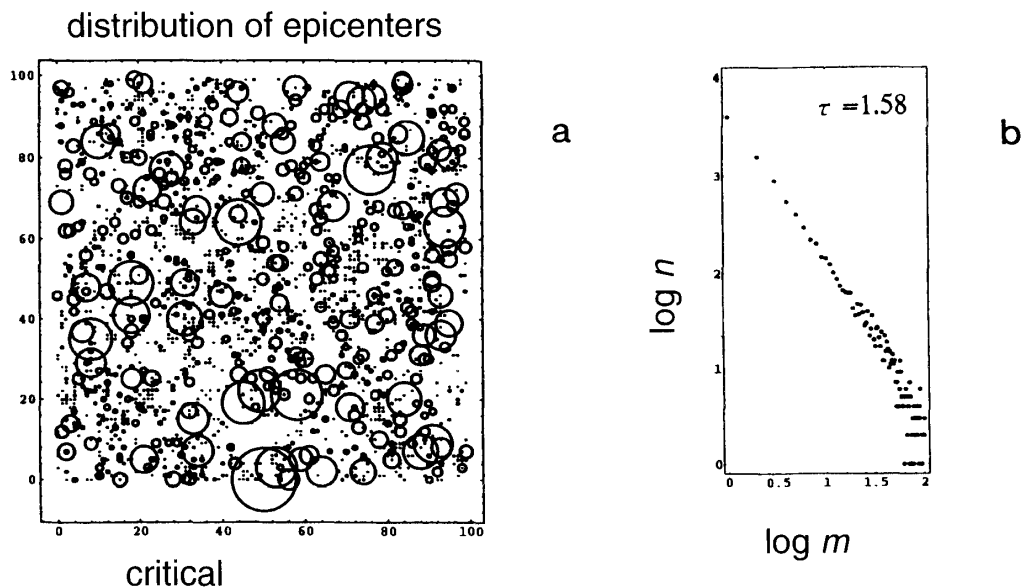 distribution of epicenters
100
80
60
40
20
0
0 20 40 60 80 100
critical
a
4
3
2
1
0
log n
τ =1.58
0 0.5 1 1.5 2
log m
b